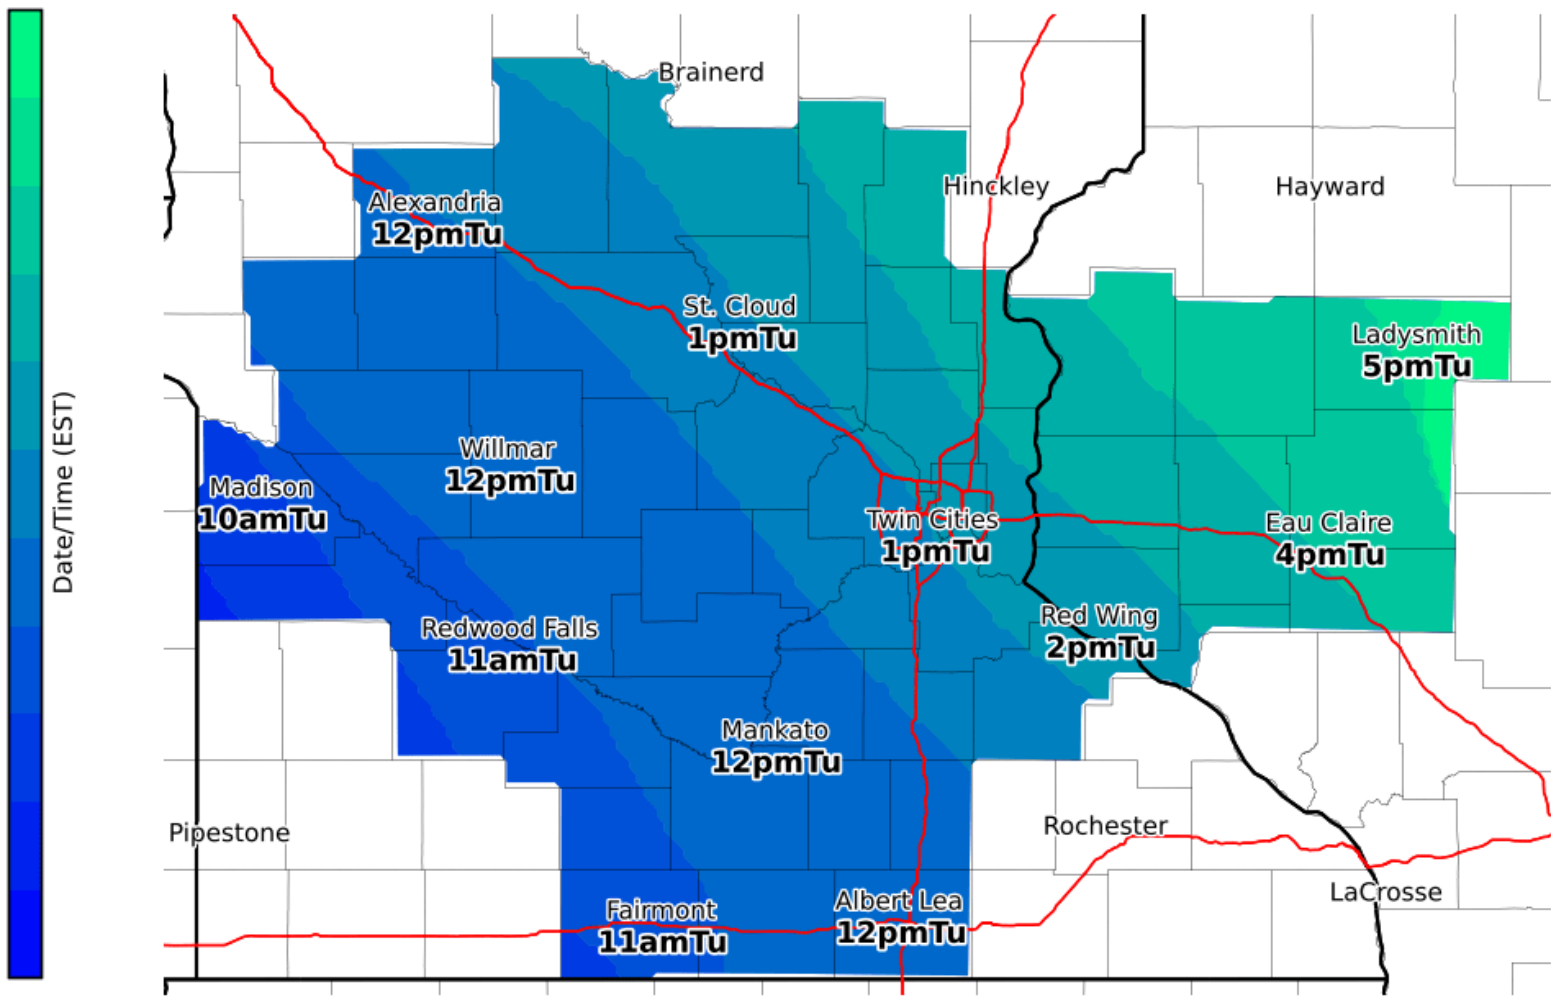 Date/Time (EST)
Brainerd
Hinckley
Hayward
Alexandria
12pmTu
St. Cloud
1pmTu
Ladysmith
5pmTu
Willmar
12pmTu
Madison
10amTu
Twin Cities
1pmTu
Eau Claire
4pmTu
Redwood Falls
11amTu
Red Wing
2pmTu
Mankato
12pmTu
Pipestone
Rochester
LaCrosse
Fairmont
11amTu
Albert Lea
12pmTu